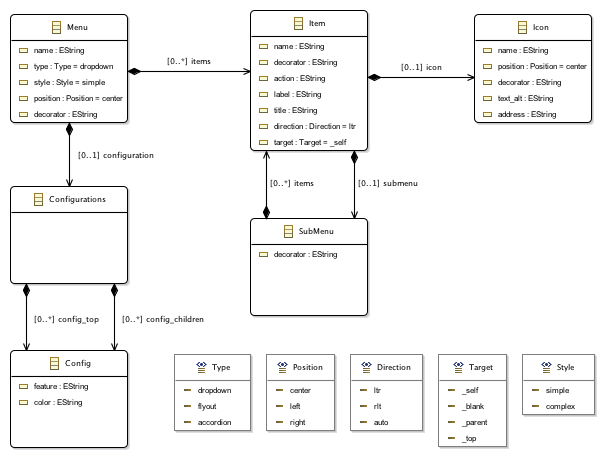 Menu
name : EString
type : Type = dropdown
style : Style = simple
position : Position = center
decorator : EString
[0..*] items
Item
name : EString
decorator : EString
action : EString
label : EString
title : EString
direction : Direction = ltr
target : Target = _self
[0..1] icon
Icon
name : EString
position : Position = center
decorator : EString
text_alt : EString
address : EString
[0..1] configuration
[0..*] items
[0..1] submenu
Configurations
SubMenu
decorator : EString
[0..*] config_top
[0..*] config_children
Config
feature : EString
color : EString
Type
dropdown
flyout
accordion
Position
center
left
right
Direction
ltr
rlt
auto
Target
_self
_blank
_parent
_top
Style
simple
complex